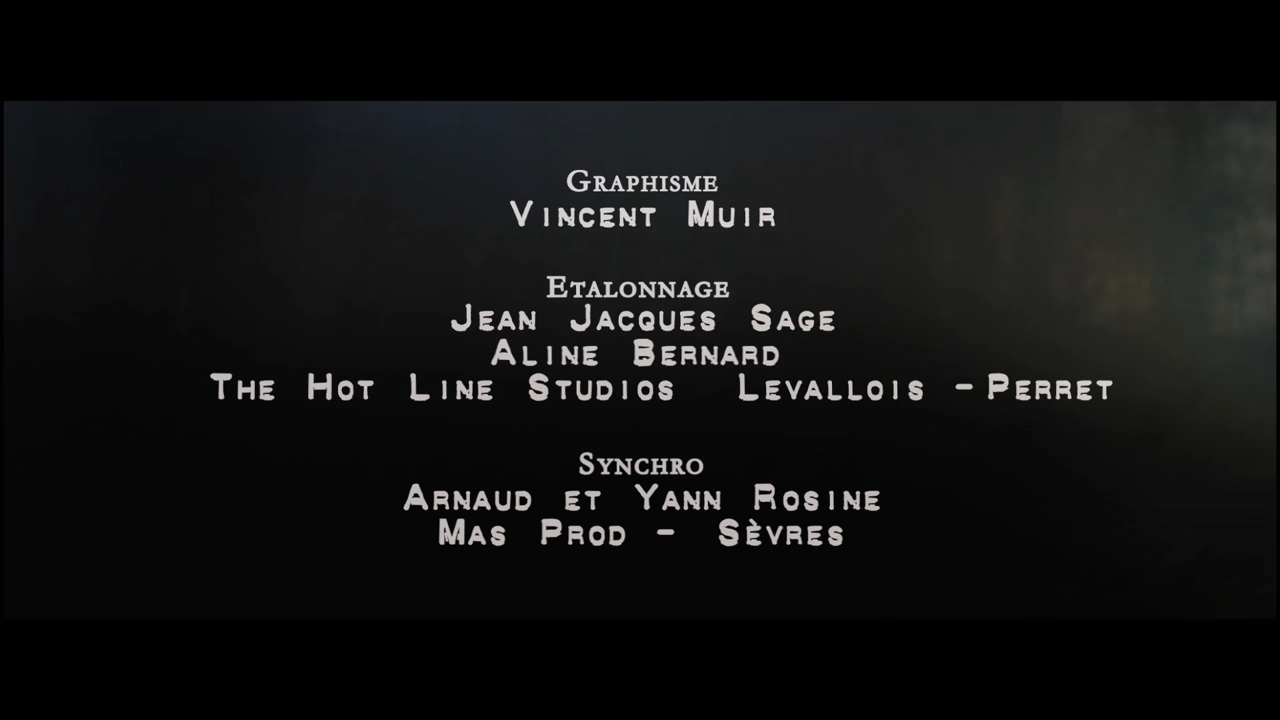 Graphisme
Vincent Muir
Etalonnage
Jean Jacques Sage
Aline Bernard
The Hot Line Studios Levallois -Perret
Synchro
Arnaud et Yann Rosine
Mas Prod - Sèvres